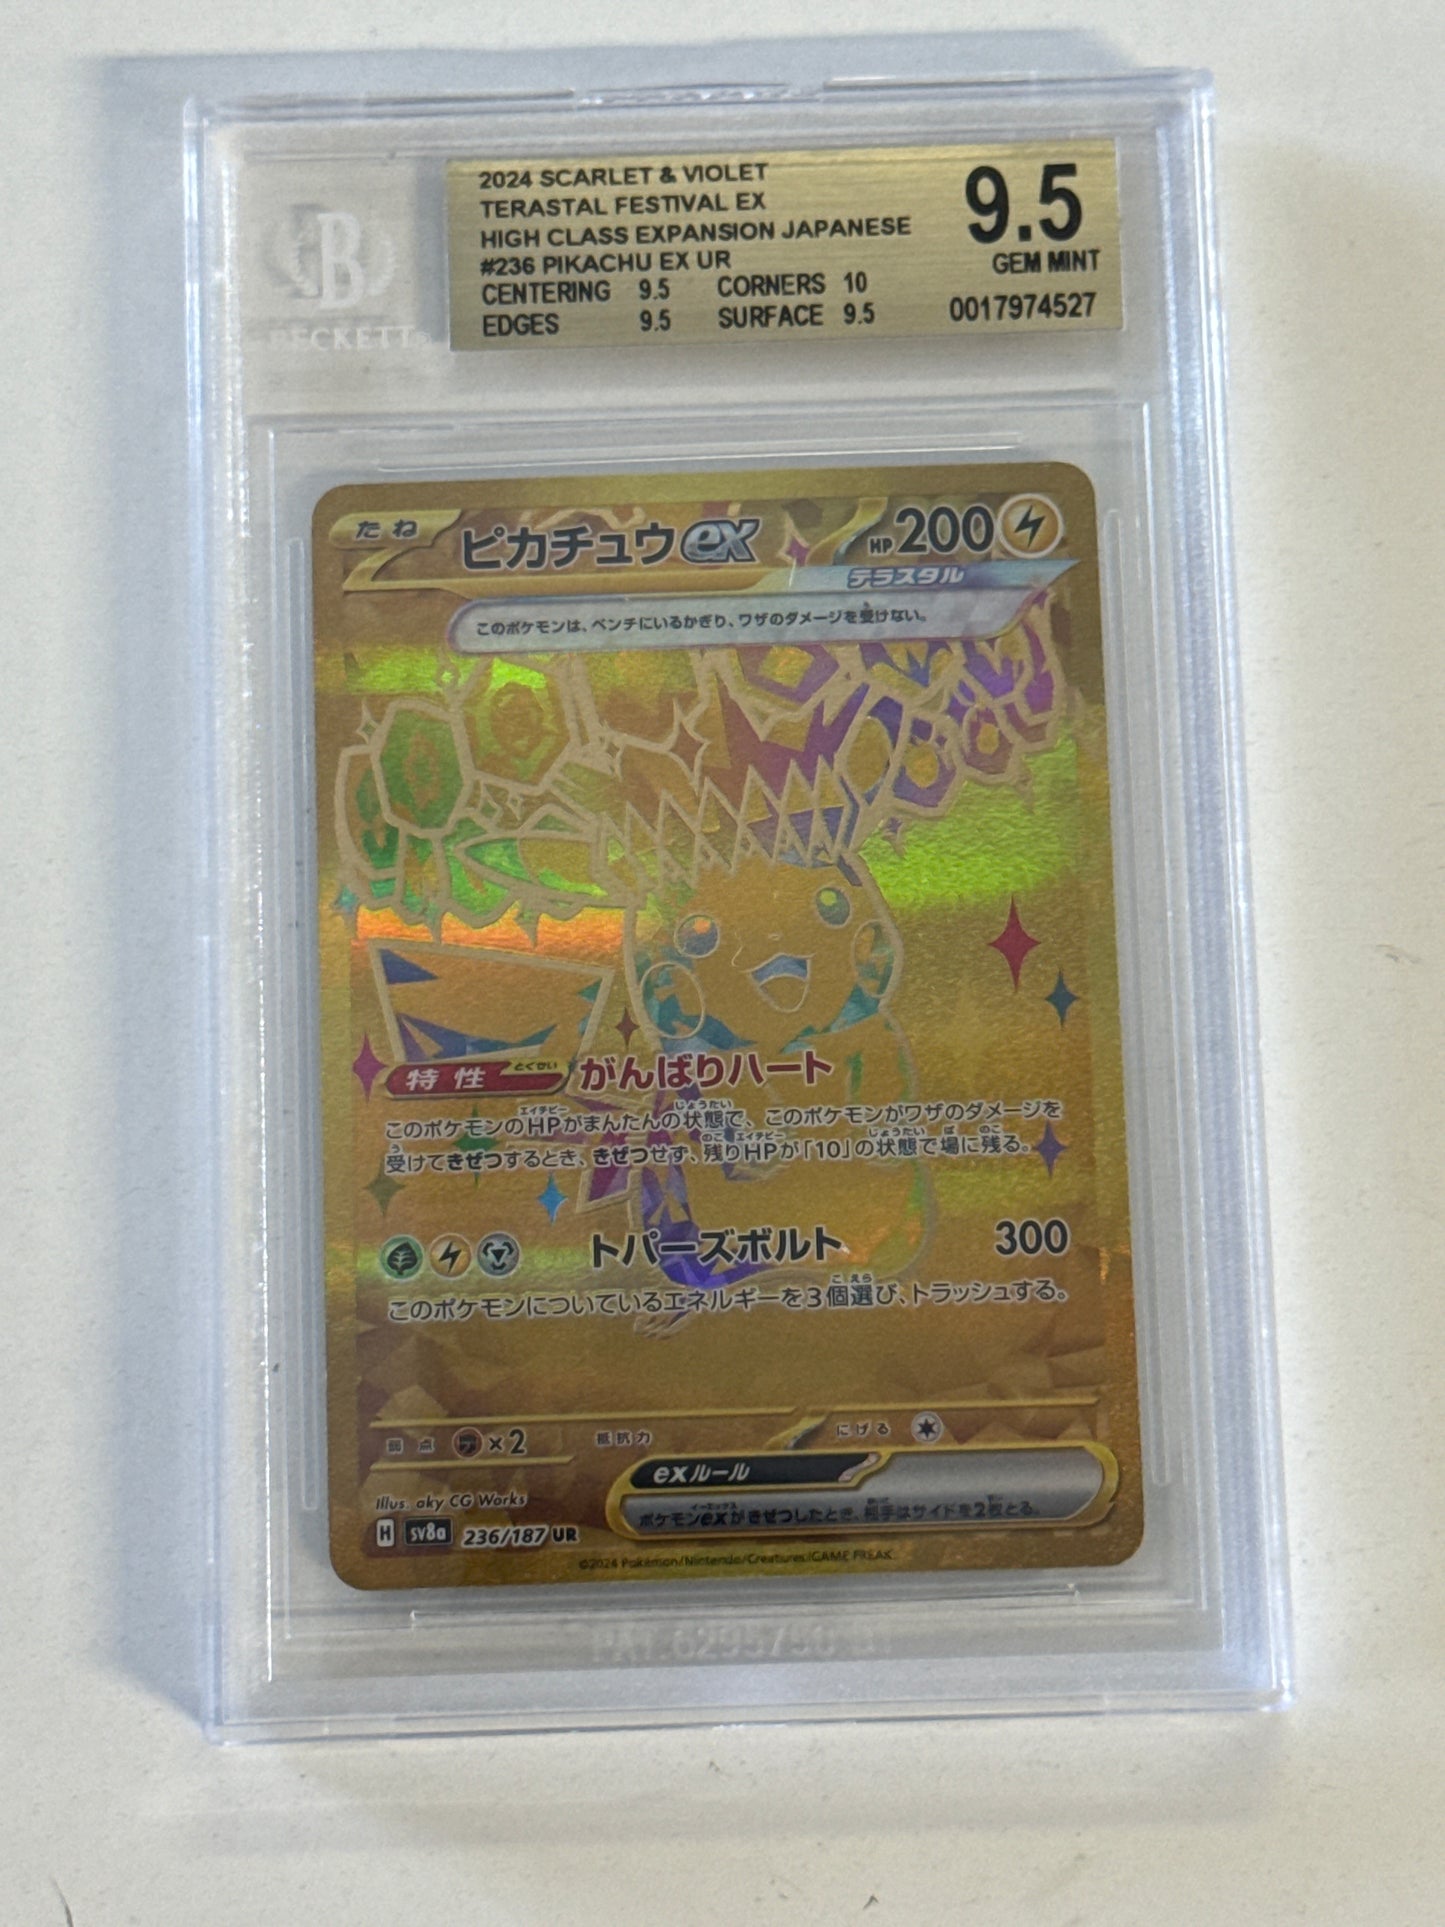 2024 SCARLET & VIOLET
TERASTAL FESTIVAL EX
HIGH CLASS EXPANSION JAPANESE
#236 PIKACHU EX UR
CENTERING 9.5 CORNERS 10
EDGES 9.5 SURFACE 9.5
9.5
GEM MINT
0017974527
B
BECKETT
たね ピカチュウex HP200
テラスタル
このポケモンは、ベンチにいるかぎり、ワザのダメージを受けない。
特性 とくせい がんばりハート
このポケモンのHPがまんたんの状態で、このポケモンがワザのダメージを
受けてきぜつするとき、きぜつせず、残りHPが「10」の状態で場に残る。
トパーズボルト 300
このポケモンについているエネルギーを3個選び、トラッシュする。
弱点 ×2 抵抗力 にげる
exルール
ポケモンexがきぜつしたとき、相手はサイドを2枚とる。
Illus. aky CG Works
H sv8a 236/187 UR
©2024 Pokémon/Nintendo/Creatures/GAME FREAK.